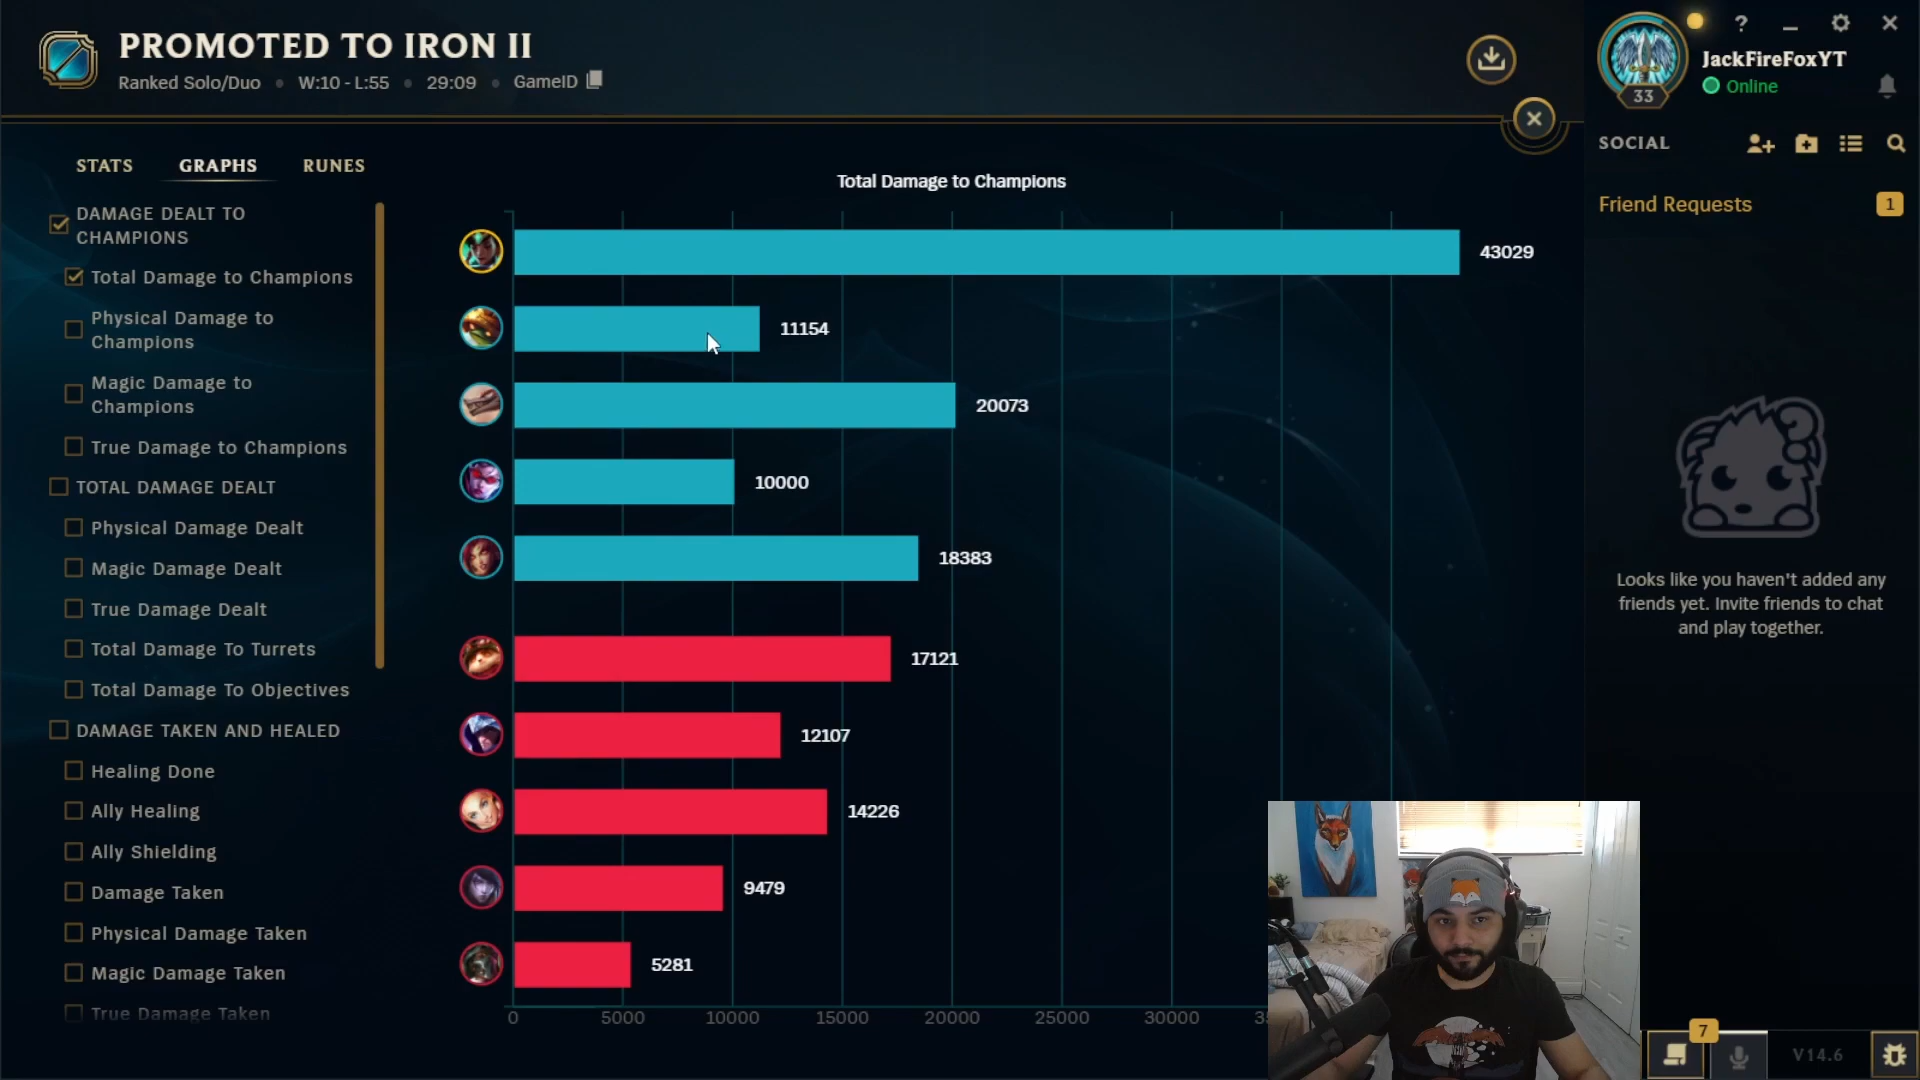 PROMOTED TO IRON II
Ranked Solo/Duo • W:10 - L:55 • 29:09 • GameID
33
JackFireFoxYT
Online
SOCIAL
Friend Requests 1
Looks like you haven't added any
friends yet. Invite friends to chat
and play together.
STATS GRAPHS RUNES
DAMAGE DEALT TO
CHAMPIONS
Total Damage to Champions
Physical Damage to
Champions
Magic Damage to
Champions
True Damage to Champions
TOTAL DAMAGE DEALT
Physical Damage Dealt
Magic Damage Dealt
True Damage Dealt
Total Damage To Turrets
Total Damage To Objectives
DAMAGE TAKEN AND HEALED
Healing Done
Ally Healing
Ally Shielding
Damage Taken
Physical Damage Taken
Magic Damage Taken
True Damage Taken
Total Damage to Champions
43029
11154
20073
10000
18383
17121
12107
14226
9479
5281
0 5000 10000 15000 20000 25000 30000
7
V14.6